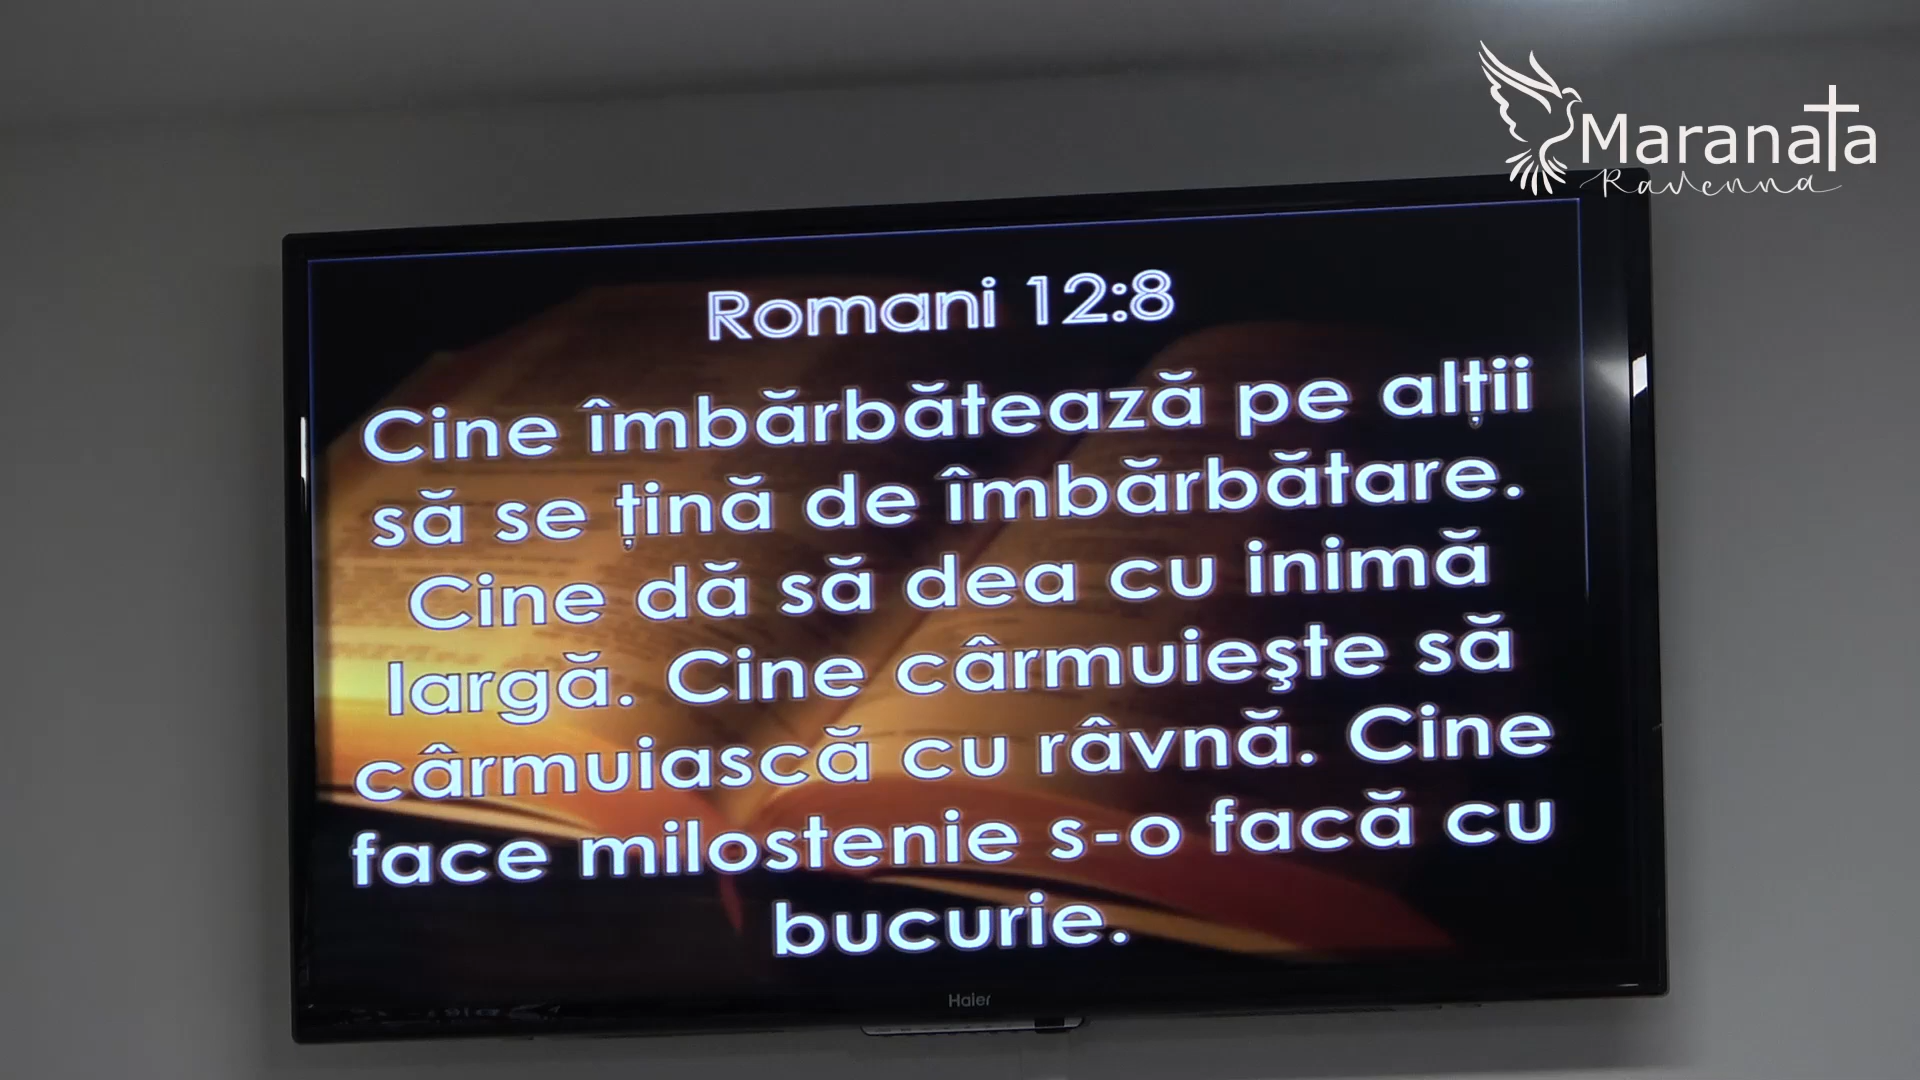 Maranata
Ravenna
Romani 12:8
Cine îmbărbătează pe alții
să se țină de îmbărbătare.
Cine dă să dea cu inimă
largă. Cine cârmuieşte să
cârmuiască cu râvnă. Cine
face milostenie s-o facă cu
bucurie.
Haier